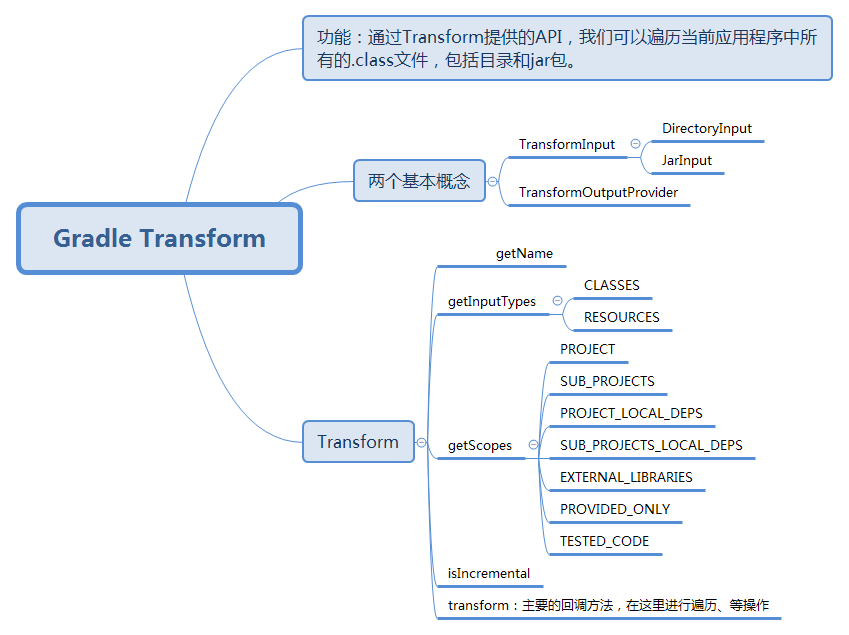 功能：通过Transform提供的API，我们可以遍历当前应用程序中所
有的.class文件，包括目录和jar包。
DirectoryInput
TransformInput
JarInput
两个基本概念
TransformOutputProvider
Gradle Transform
getName
CLASSES
getInputTypes
RESOURCES
PROJECT
SUB_PROJECTS
PROJECT_LOCAL_DEPS
Transform
getScopes
SUB_PROJECTS_LOCAL_DEPS
EXTERNAL_LIBRARIES
PROVIDED_ONLY
TESTED_CODE
isIncremental
transform：主要的回调方法，在这里进行遍历、等操作